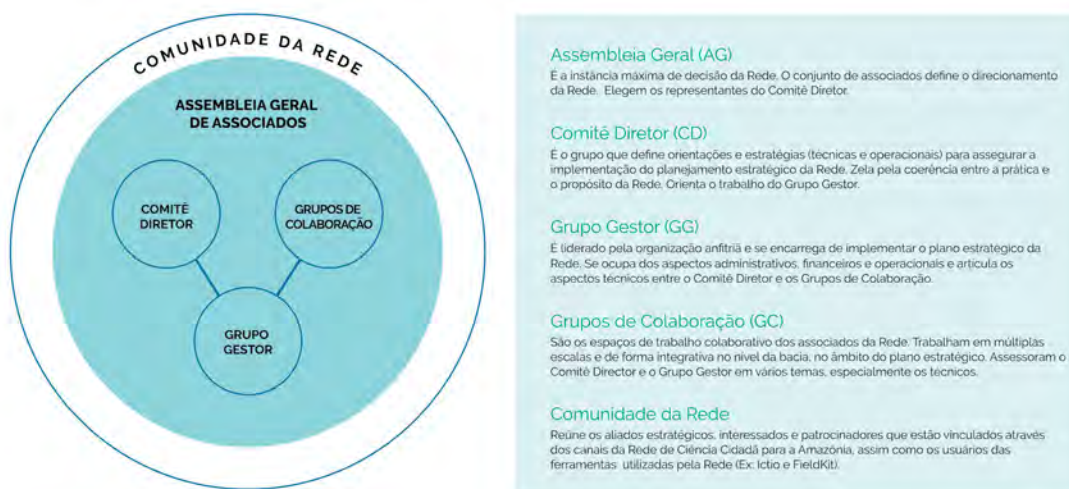 COMUNIDADE DA REDE
ASSEMBLEIA GERAL
DE ASSOCIADOS
COMITÊ
DIRETOR
GRUPOS DE
COLABORAÇÃO
GRUPO
GESTOR
Assembleia Geral (AG)
É a instância máxima de decisão da Rede. O conjunto de associados define o direcionamento
da Rede. Elegem os representantes do Comitê Diretor.
Comitê Diretor (CD)
É o grupo que define orientações e estratégias (técnicas e operacionais) para assegurar a
implementação do planejamento estratégico da Rede. Zela pela coerência entre a prática e
o propósito da Rede. Orienta o trabalho do Grupo Gestor.
Grupo Gestor (GG)
É liderado pela organização anfitriã e se encarrega de implementar o plano estratégico da
Rede. Se ocupa dos aspectos administrativos, financeiros e operacionais e articula os
aspectos técnicos entre o Comitê Diretor e os Grupos de Colaboração.
Grupos de Colaboração (GC)
São os espaços de trabalho colaborativo dos associados da Rede. Trabalham em múltiplas
escalas e de forma integrativa no nível da bacia, no âmbito do plano estratégico. Assessoram o
Comitê Director e o Grupo Gestor em vários temas, especialmente os técnicos.
Comunidade da Rede
Reúne os aliados estratégicos, interessados e patrocinadores que estão vinculados através
dos canais da Rede de Ciência Cidadã para a Amazônia, assim como os usuários das
ferramentas utilizadas pela Rede (Ex: Ictio e FieldKit).